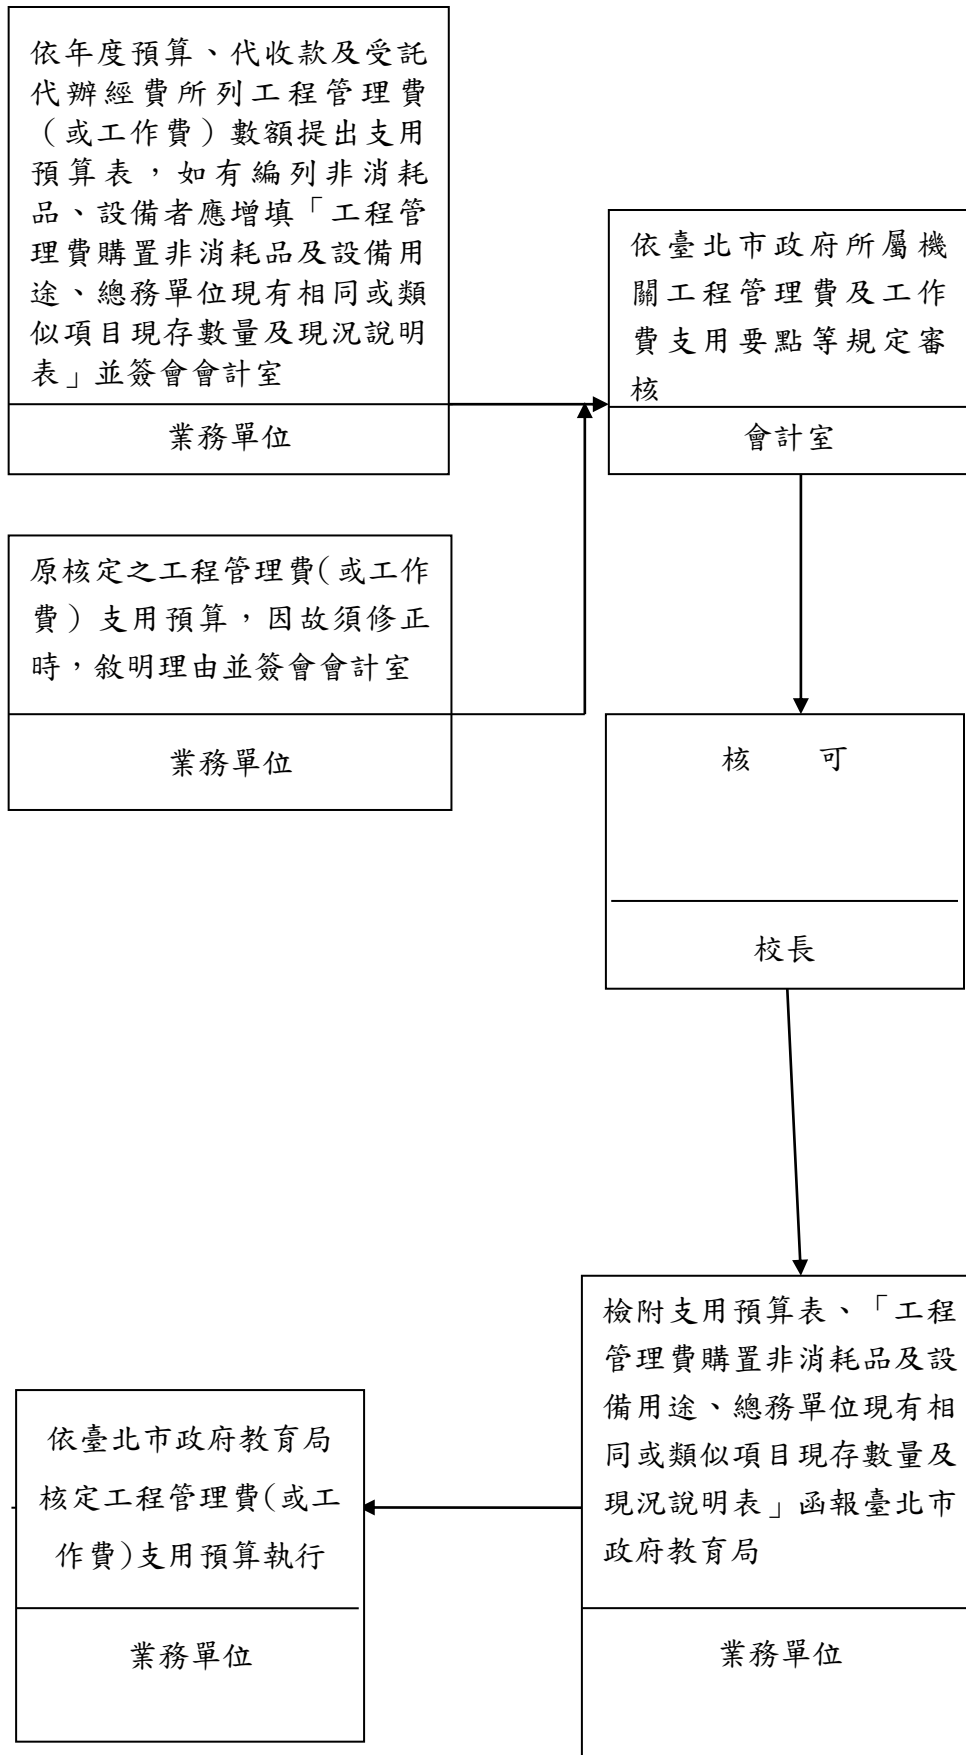 依年度預算、代收款及受託
代辦經費所列工程管理費
（或工作費）數額提出支用
預算表，如有編列非消耗
品、設備者應增填「工程管
理費購置非消耗品及設備用
途、總務單位現有相同或類
似項目現存數量及現況說明
表」並簽會會計室
業務單位
依臺北市政府所屬機
關工程管理費及工作
費支用要點等規定審
核
會計室
原核定之工程管理費(或工作
費）支用預算，因故須修正
時，敘明理由並簽會會計室
業務單位
核　可
校長
檢附支用預算表、「工程
管理費購置非消耗品及設
備用途、總務單位現有相
同或類似項目現存數量及
現況說明表」函報臺北市
政府教育局
業務單位
依臺北市政府教育局
核定工程管理費(或工
作費)支用預算執行
業務單位